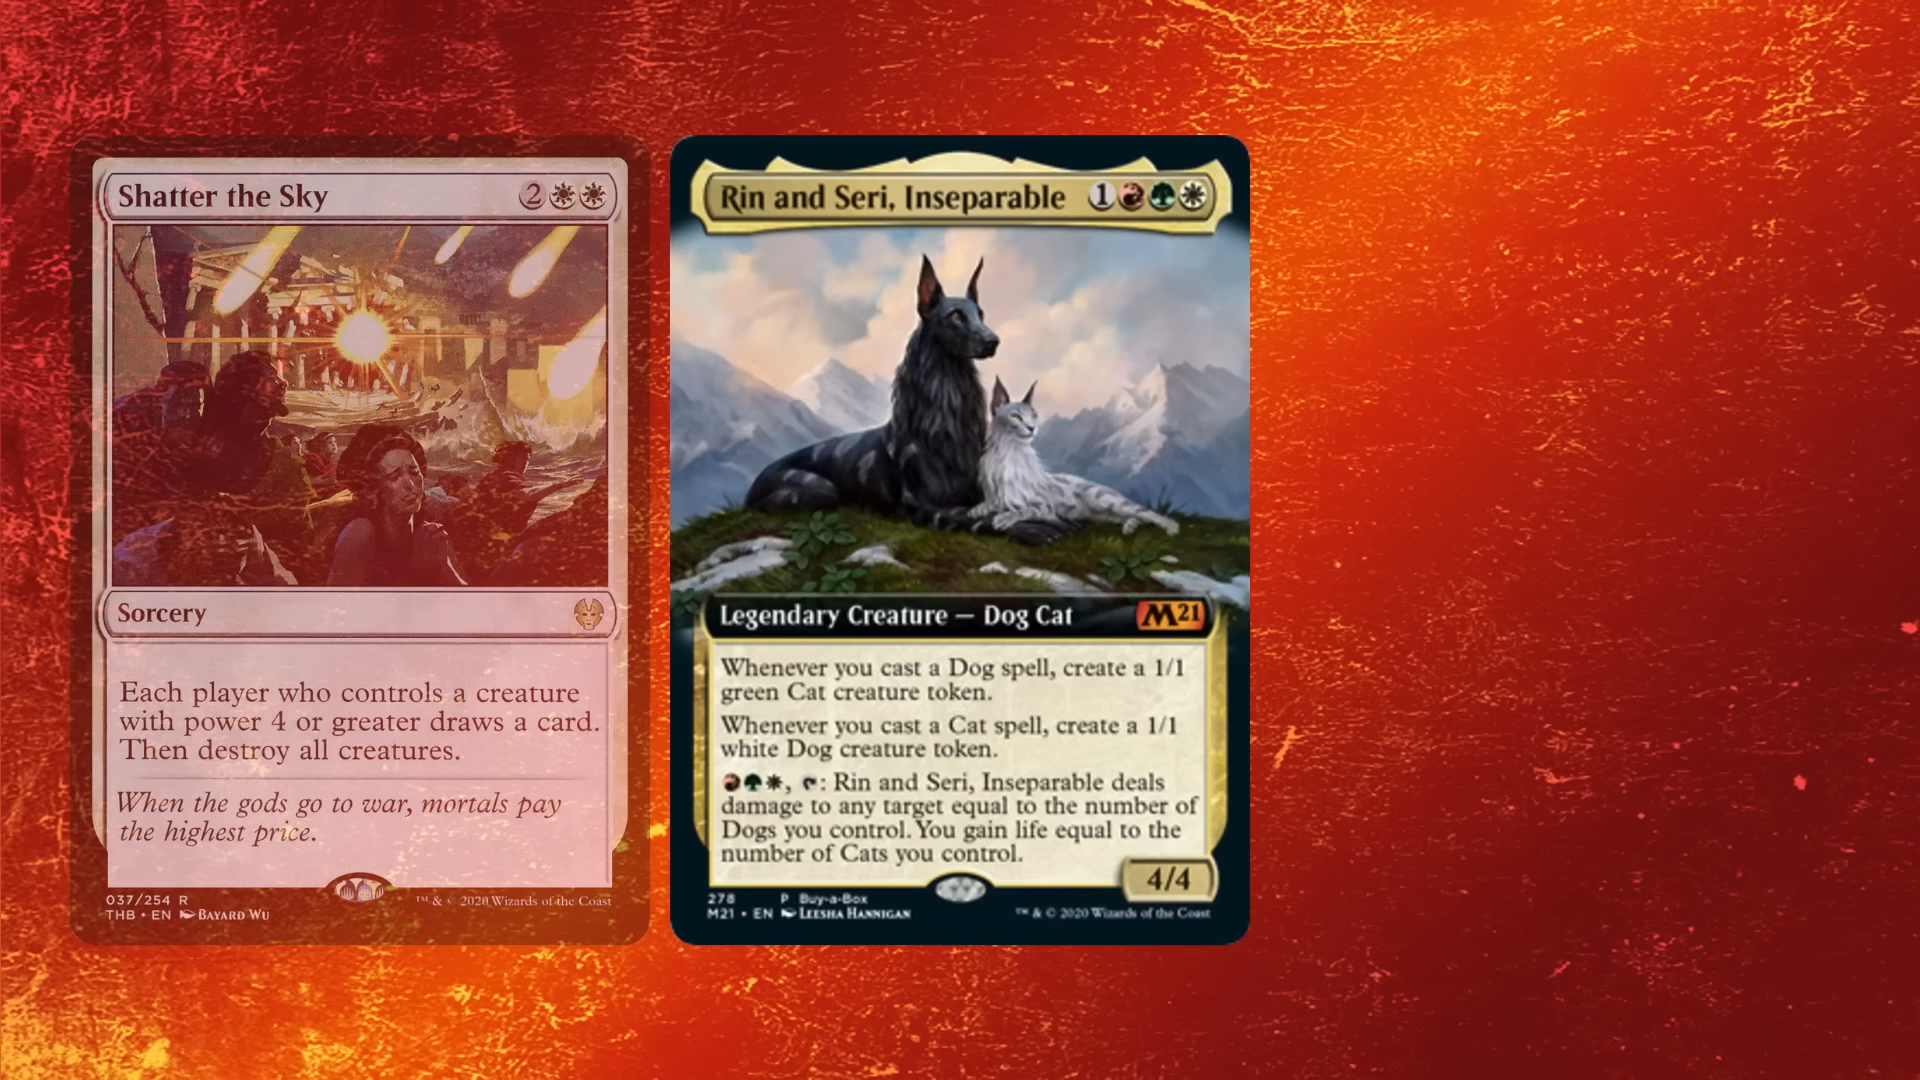 Shatter the Sky 2
Sorcery
Each player who controls a creature
with power 4 or greater draws a card.
Then destroy all creatures.
When the gods go to war, mortals pay
the highest price.
037/254 R
THB • EN Bayard Wu
™ & © 2020 Wizards of the Coast
Rin and Seri, Inseparable 1
Legendary Creature — Dog Cat M21
Whenever you cast a Dog spell, create a 1/1
green Cat creature token.
Whenever you cast a Cat spell, create a 1/1
white Dog creature token.
, : Rin and Seri, Inseparable deals
damage to any target equal to the number of
Dogs you control. You gain life equal to the
number of Cats you control.
4/4
278 P Buy-a-Box
M21 • EN Leesha Hannigan
™ & © 2020 Wizards of the Coast